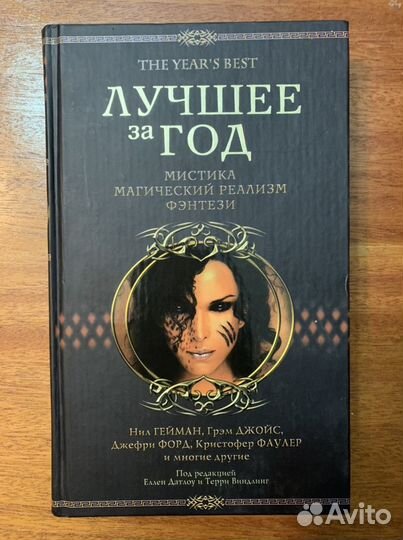 THE YEAR'S BEST
ЛУЧШЕЕ
за ГОД
МИСТИКА
МАГИЧЕСКИЙ РЕАЛИЗМ
ФЭНТЕЗИ
Нил ГЕЙМАН, Грэм ДЖОЙС,
Джефри ФОРД, Кристофер ФАУЛЕР
и многие другие
Под редакцией
Еллен Датлоу и Терри Виндлинг
Avito